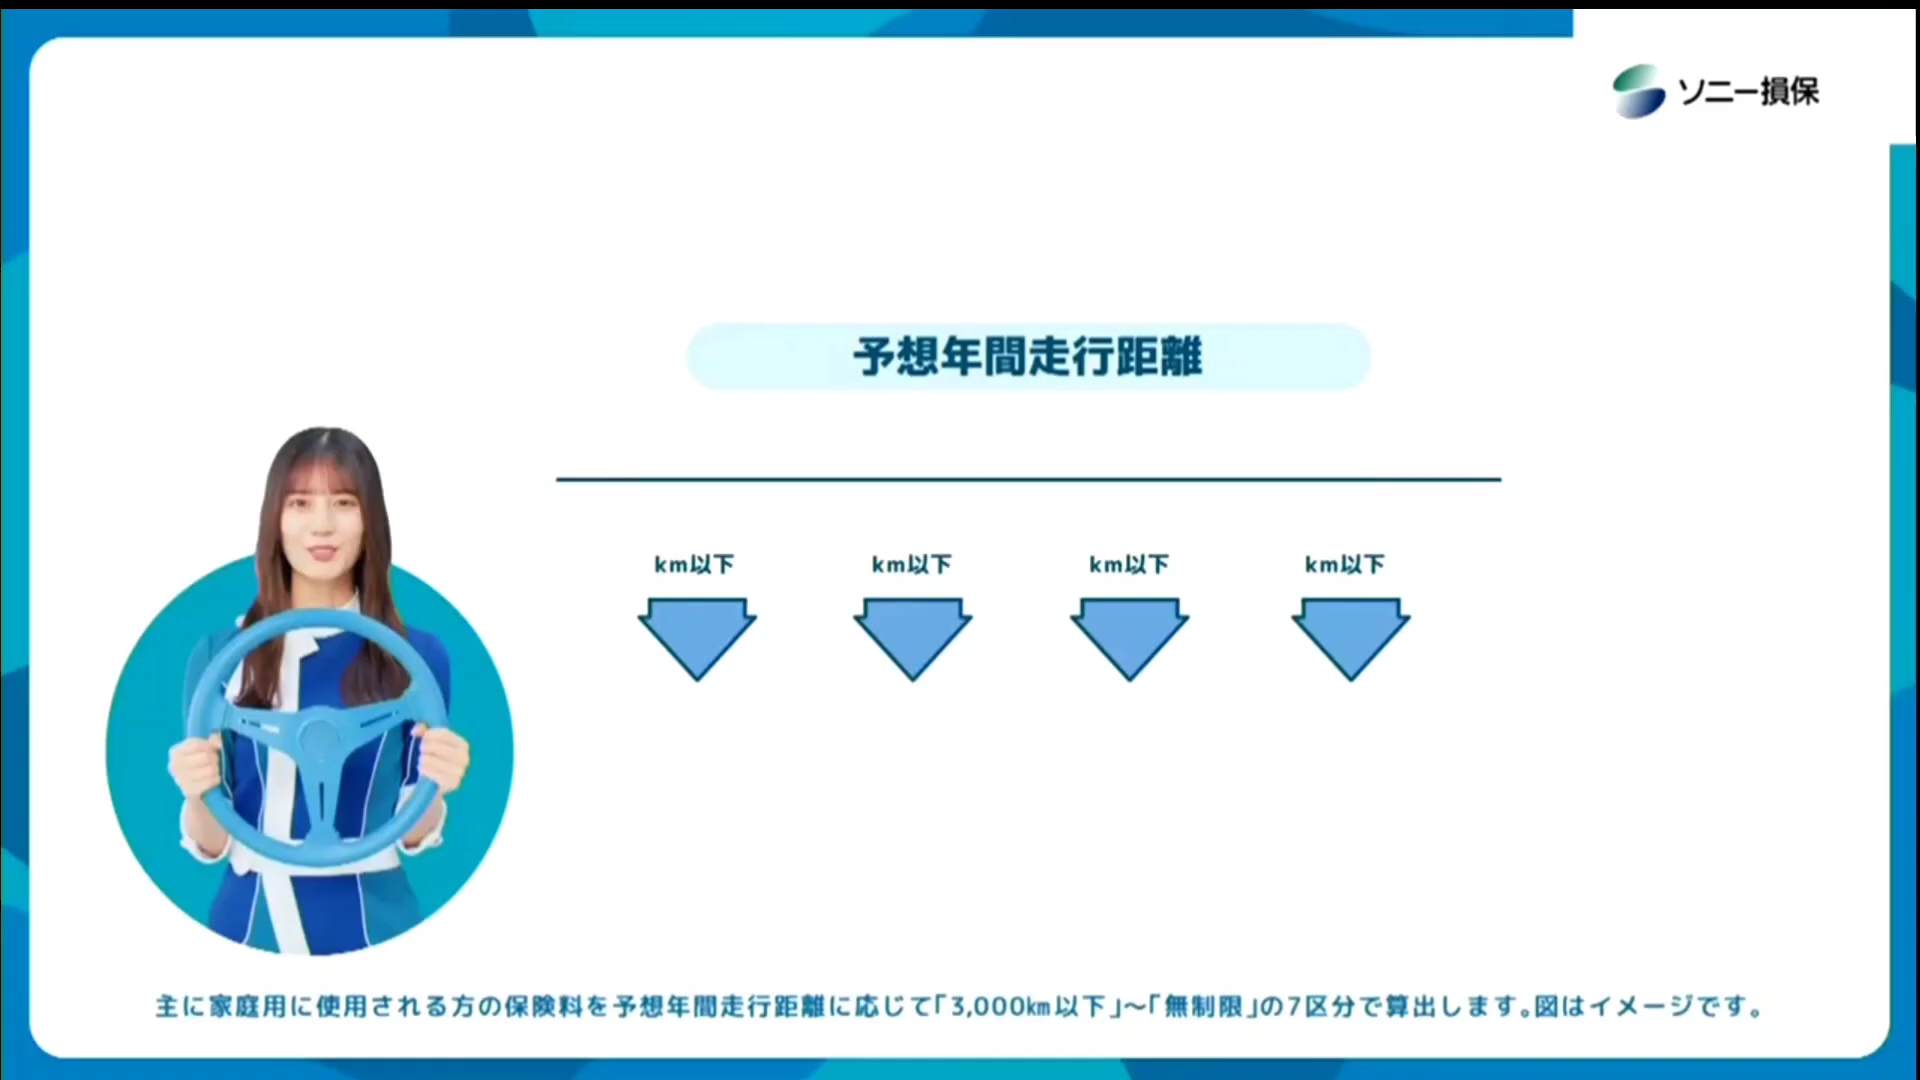 ソニー損保
予想年間走行距離
km以下 km以下 km以下 km以下
主に家庭用に使用される方の保険料を予想年間走行距離に応じて「3,000㎞以下」～「無制限」の7区分で算出します。図はイメージです。